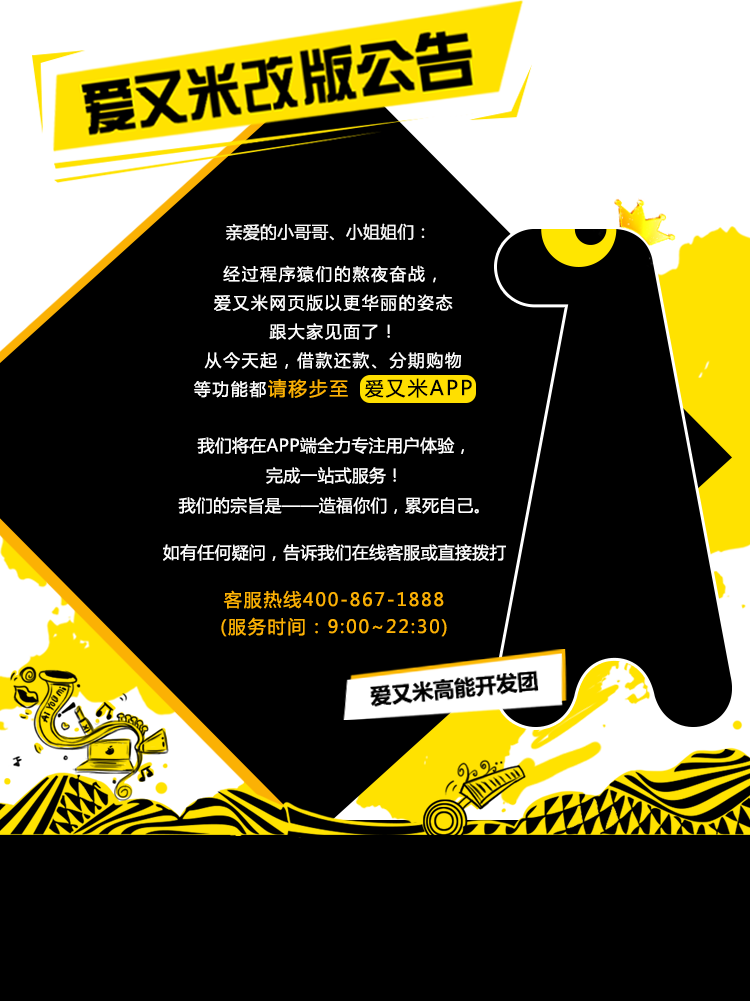 爱又米改版公告
亲爱的小哥哥、小姐姐们：
经过程序猿们的熬夜奋战，
爱又米网页版以更华丽的姿态
跟大家见面了！
从今天起，借款还款、分期购物
等功能都请移步至 爱又米APP
我们将在APP端全力专注用户体验，
完成一站式服务！
我们的宗旨是——造福你们，累死自己。
如有任何疑问，告诉我们在线客服或直接拨打
客服热线400-867-1888
(服务时间：9:00~22:30)
爱又米高能开发团
AI YOU MI